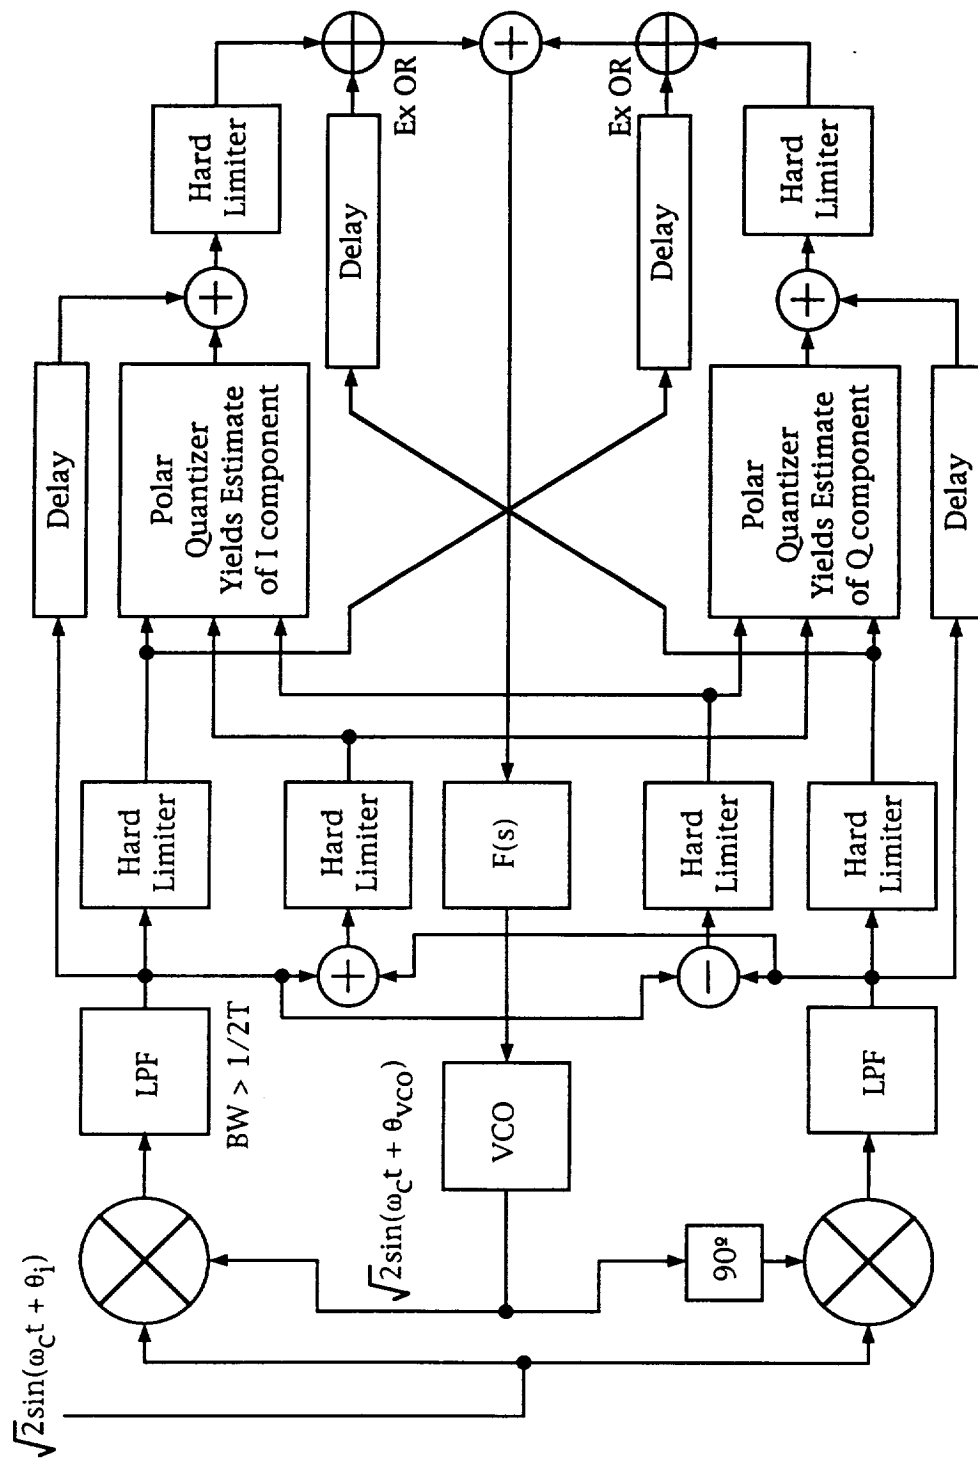 √2sin(ωCt + θi)
LPF
BW > 1/2T
Hard
Limiter
Delay
Polar
Quantizer
Yields Estimate
of I component
+
Hard
Limiter
+
Hard
Limiter
Delay
Ex OR
√2sin(ωCt + θVCO)
VCO
F(s)
+
90º
−
Hard
Limiter
Delay
Ex OR
LPF
Hard
Limiter
Polar
Quantizer
Yields Estimate
of Q component
+
Hard
Limiter
Delay